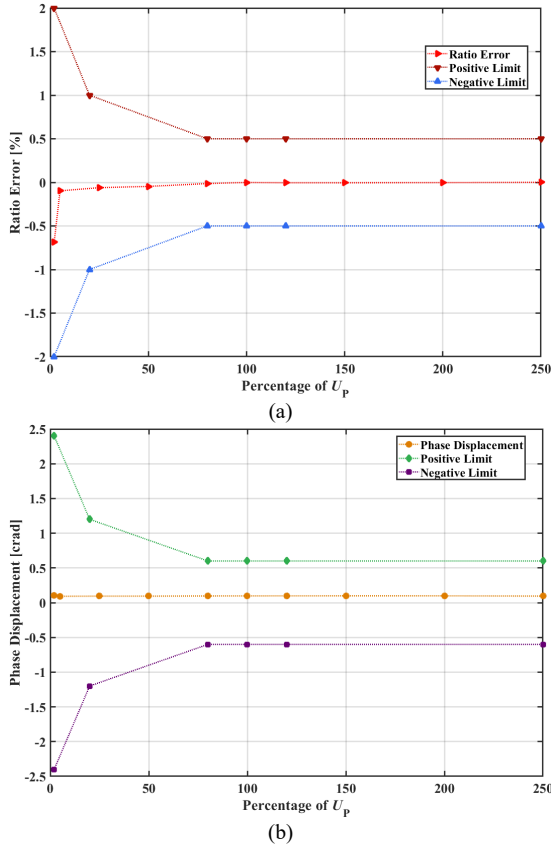 2
1.5
1
0.5
0
-0.5
-1
-1.5
-2
Ratio Error [%]
Ratio Error
Positive Limit
Negative Limit
0
50
100
150
200
250
Percentage of U_P
(a)
2.5
2
1.5
1
0.5
0
-0.5
-1
-1.5
-2
-2.5
Phase Displacement [crad]
Phase Displacement
Positive Limit
Negative Limit
0
50
100
150
200
250
Percentage of U_P
(b)